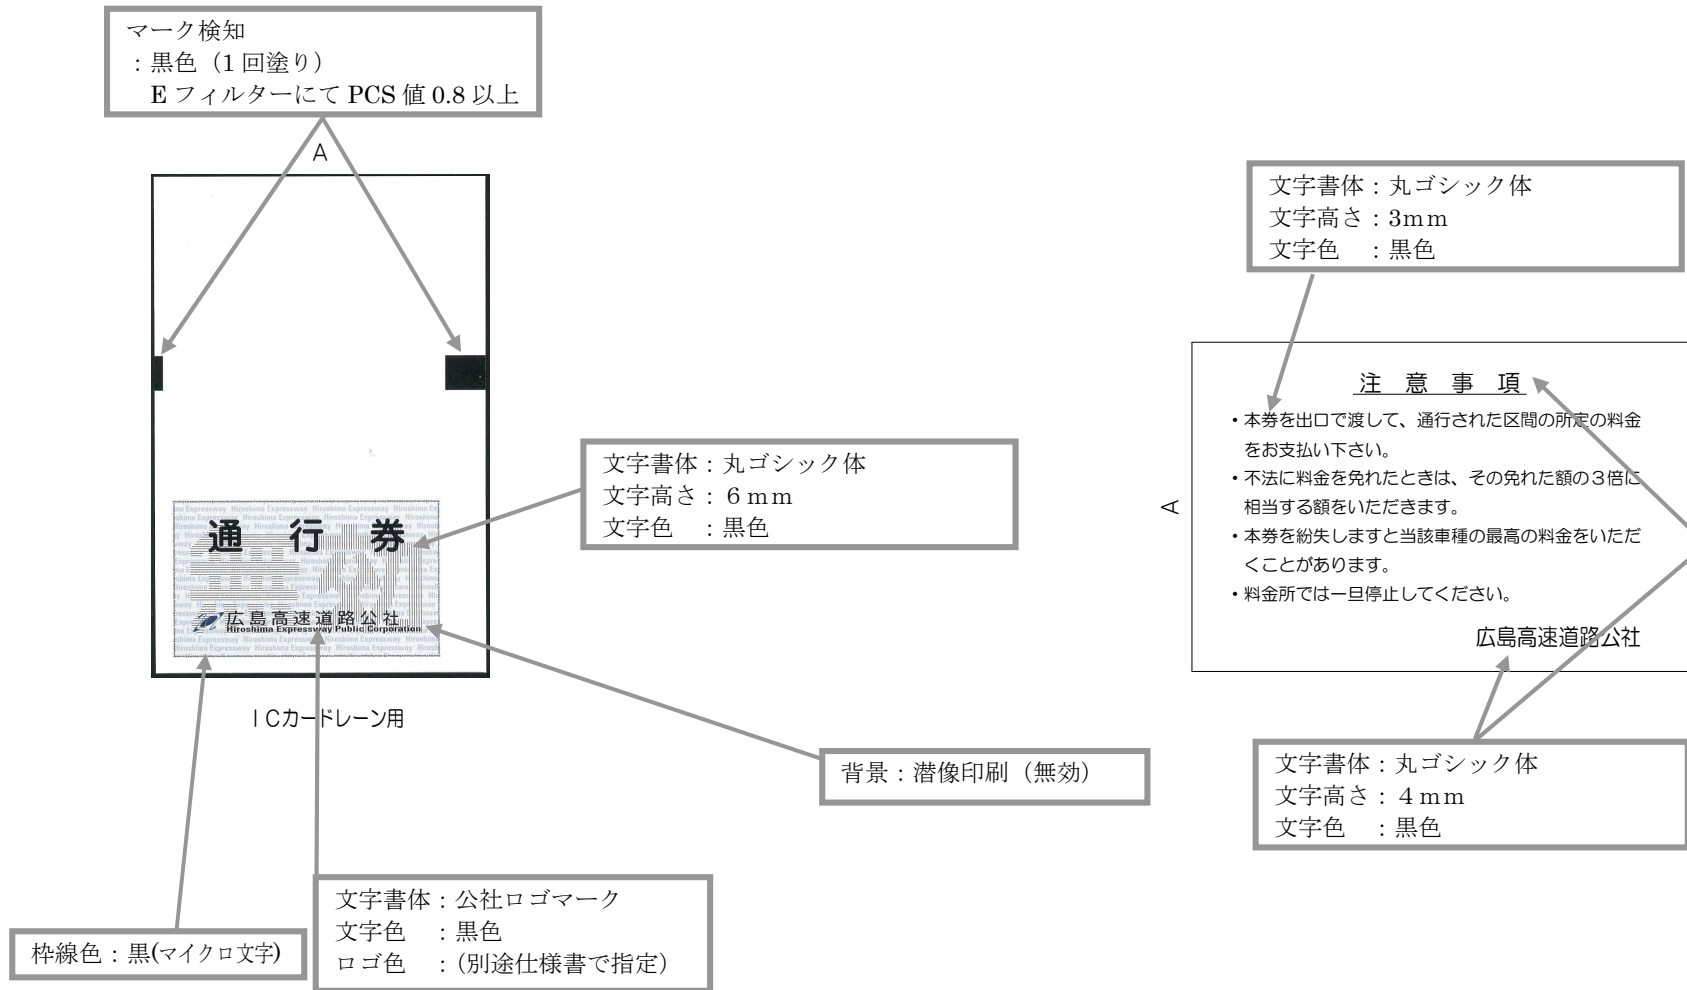 マーク検知
：黒色（1 回塗り）
E フィルターにて PCS 値 0.8 以上
A
通 行 券
広島高速道路公社
Hiroshima Expressway Public Corporation
ＩＣカードレーン用
文字書体：丸ゴシック体
文字高さ：６ｍｍ
文字色　：黒色
背景：潜像印刷（無効）
文字書体：公社ロゴマーク
文字色　：黒色
ロゴ色　：（別途仕様書で指定）
枠線色：黒(マイクロ文字)
文字書体：丸ゴシック体
文字高さ：3ｍｍ
文字色　：黒色
A
注 意 事 項
・本券を出口で渡して、通行された区間の所定の料金
をお支払い下さい。
・不法に料金を免れたときは、その免れた額の３倍に
相当する額をいただきます。
・本券を紛失しますと当該車種の最高の料金をいただ
くことがあります。
・料金所では一旦停止してください。
広島高速道路公社
文字書体：丸ゴシック体
文字高さ：４ｍｍ
文字色　：黒色